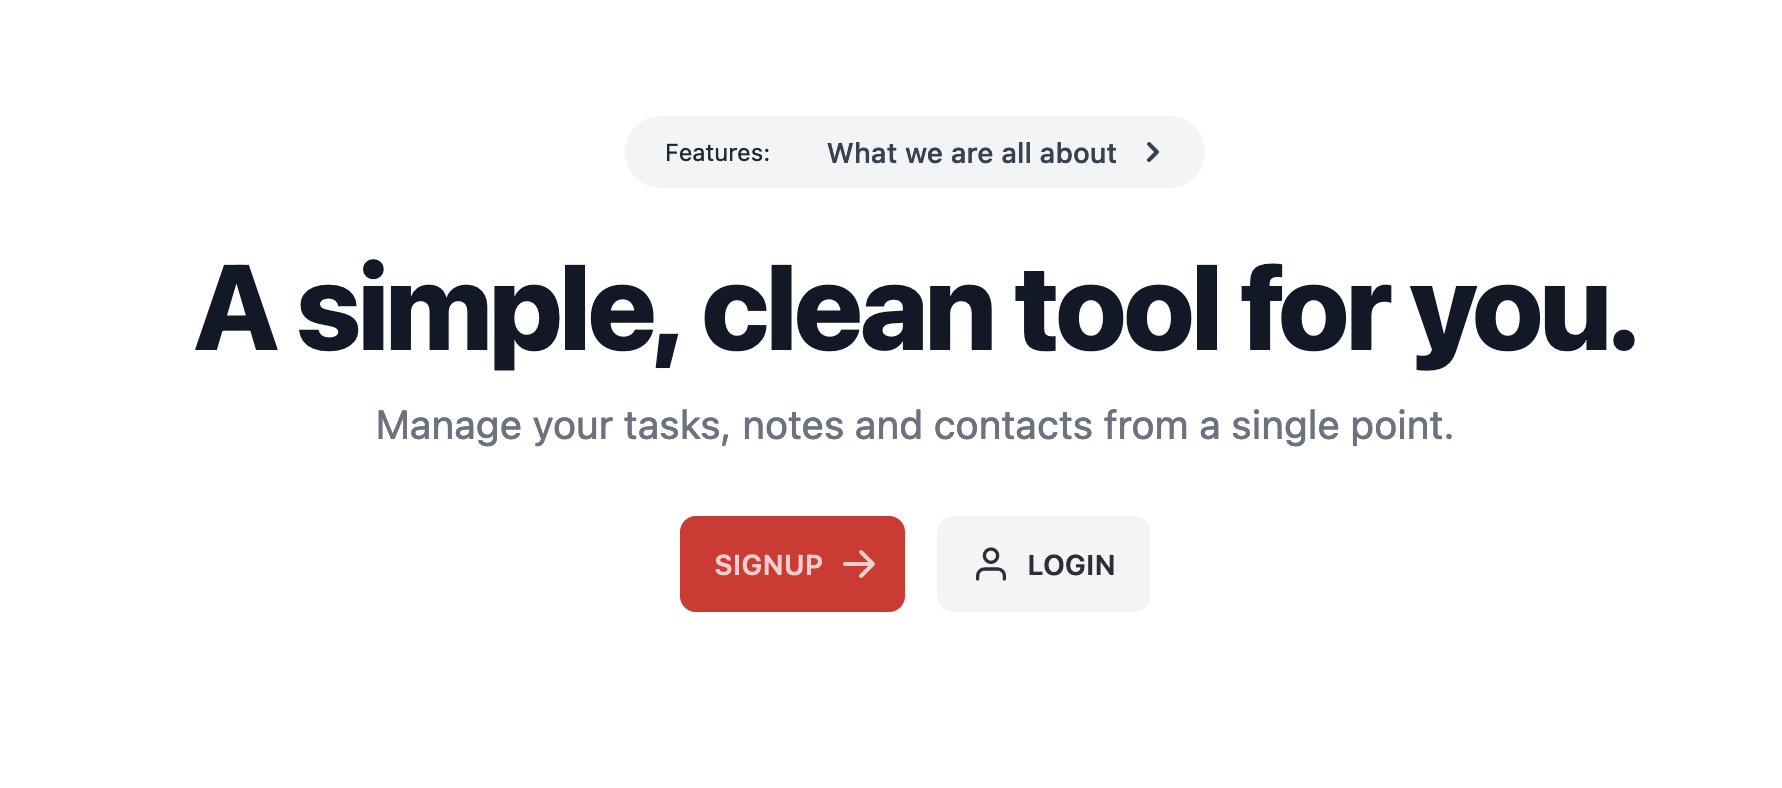 Features: What we are all about
A simple, clean tool for you.
Manage your tasks, notes and contacts from a single point.
SIGNUP
LOGIN